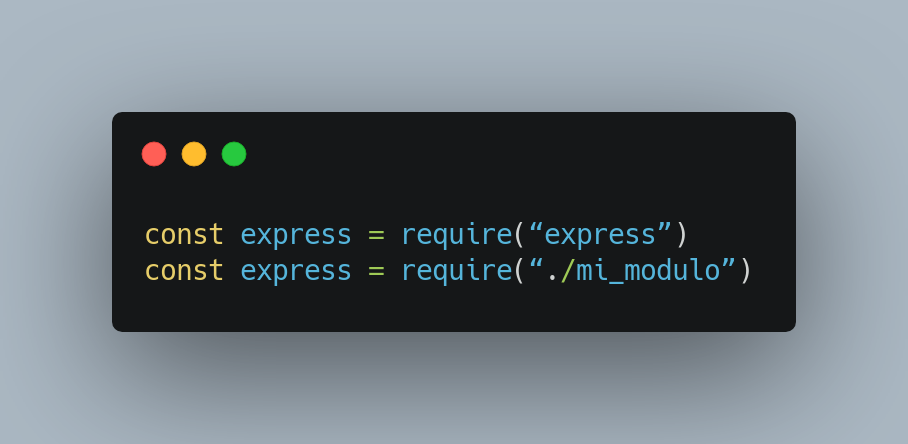 const express = require(“express”)
const express = require(“./mi_modulo”)